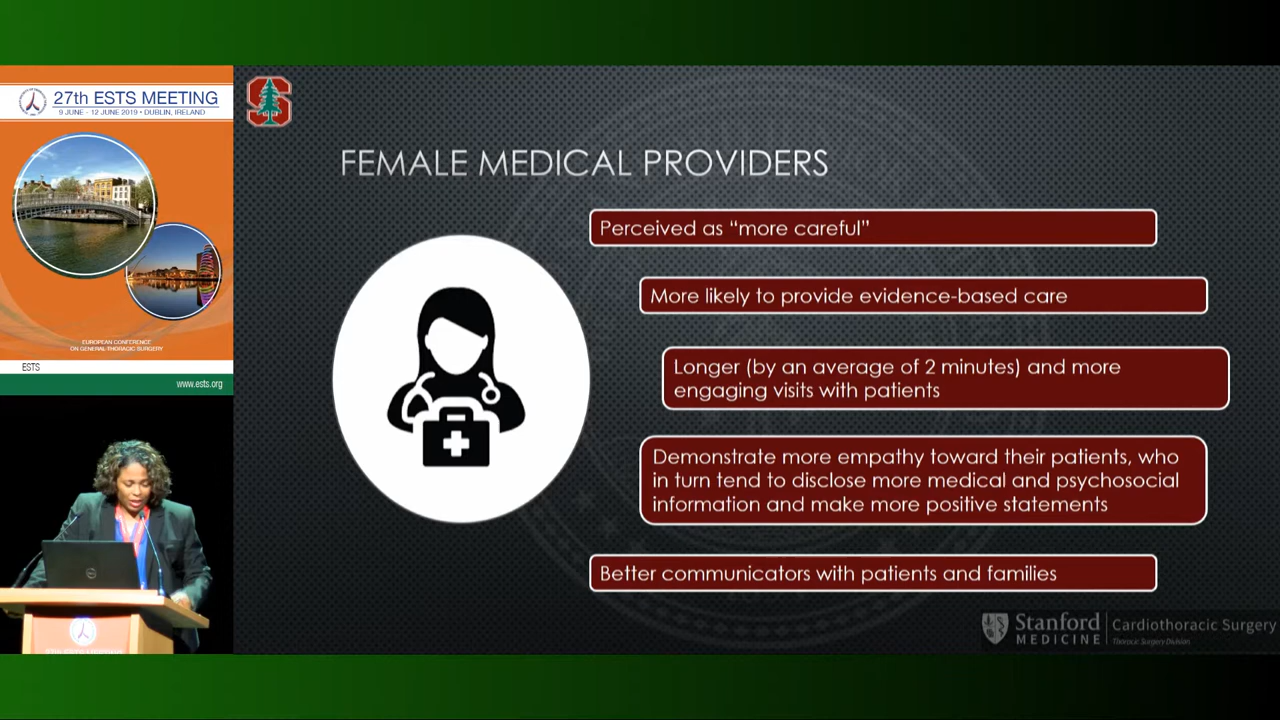 27th ESTS MEETING
9 JUNE - 12 JUNE 2019 • DUBLIN, IRELAND
EUROPEAN CONFERENCE
ON GENERAL THORACIC SURGERY
ESTS
www.ests.org
FEMALE MEDICAL PROVIDERS
Perceived as “more careful”
More likely to provide evidence-based care
Longer (by an average of 2 minutes) and more
engaging visits with patients
Demonstrate more empathy toward their patients, who
in turn tend to disclose more medical and psychosocial
information and make more positive statements
Better communicators with patients and families
Stanford
MEDICINE
Cardiothoracic Surgery
Thoracic Surgery Division